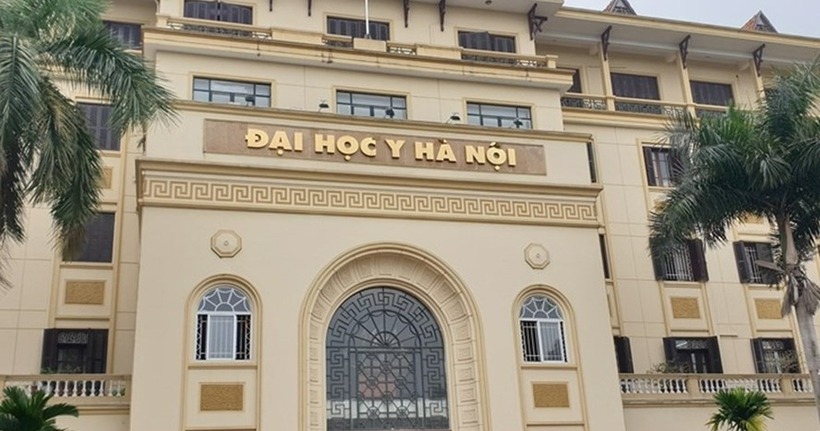 ĐẠI HỌC Y HÀ NỘI